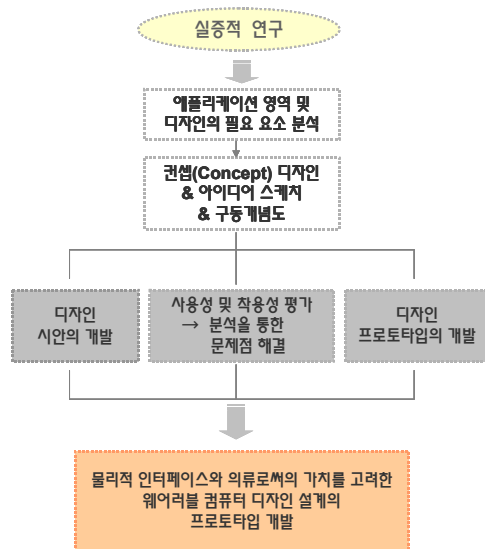 실증적 연구
애플리케이션 영역 및
디자인의 필요 요소 분석
컨셉(Concept) 디자인
& 아이디어 스케치
& 구동개념도
디자인
시안의 개발
사용성 및 착용성 평가
→ 분석을 통한
문제점 해결
디자인
프로토타입의 개발
물리적 인터페이스와 의류로써의 가치를 고려한
웨어러블 컴퓨터 디자인 설계의
프로토타입 개발